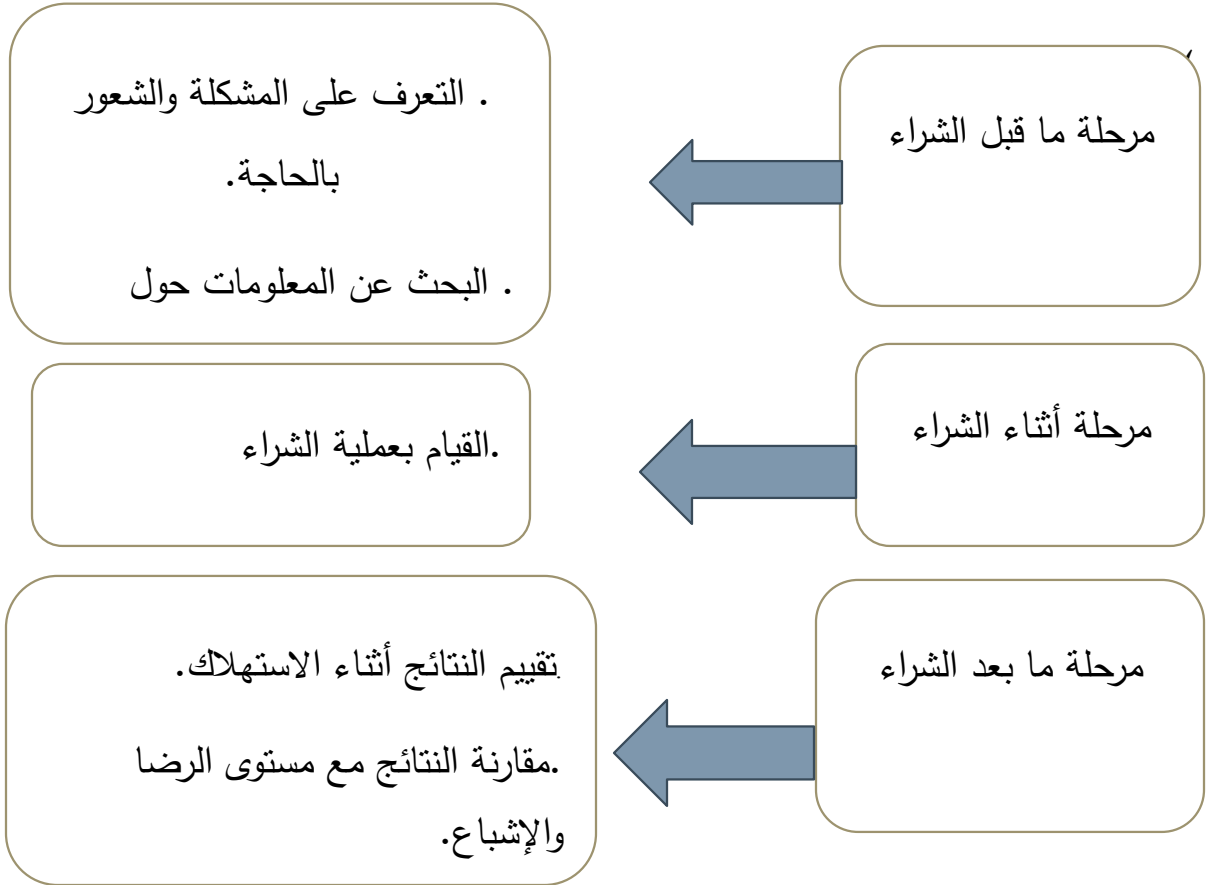 مرحلة ما قبل الشراء
. التعرف على المشكلة والشعور
بالحاجة.
. البحث عن المعلومات حول
مرحلة أثناء الشراء
.القيام بعملية الشراء
مرحلة ما بعد الشراء
.تقييم النتائج أثناء الاستهلاك.
.مقارنة النتائج مع مستوى الرضا
والإشباع.